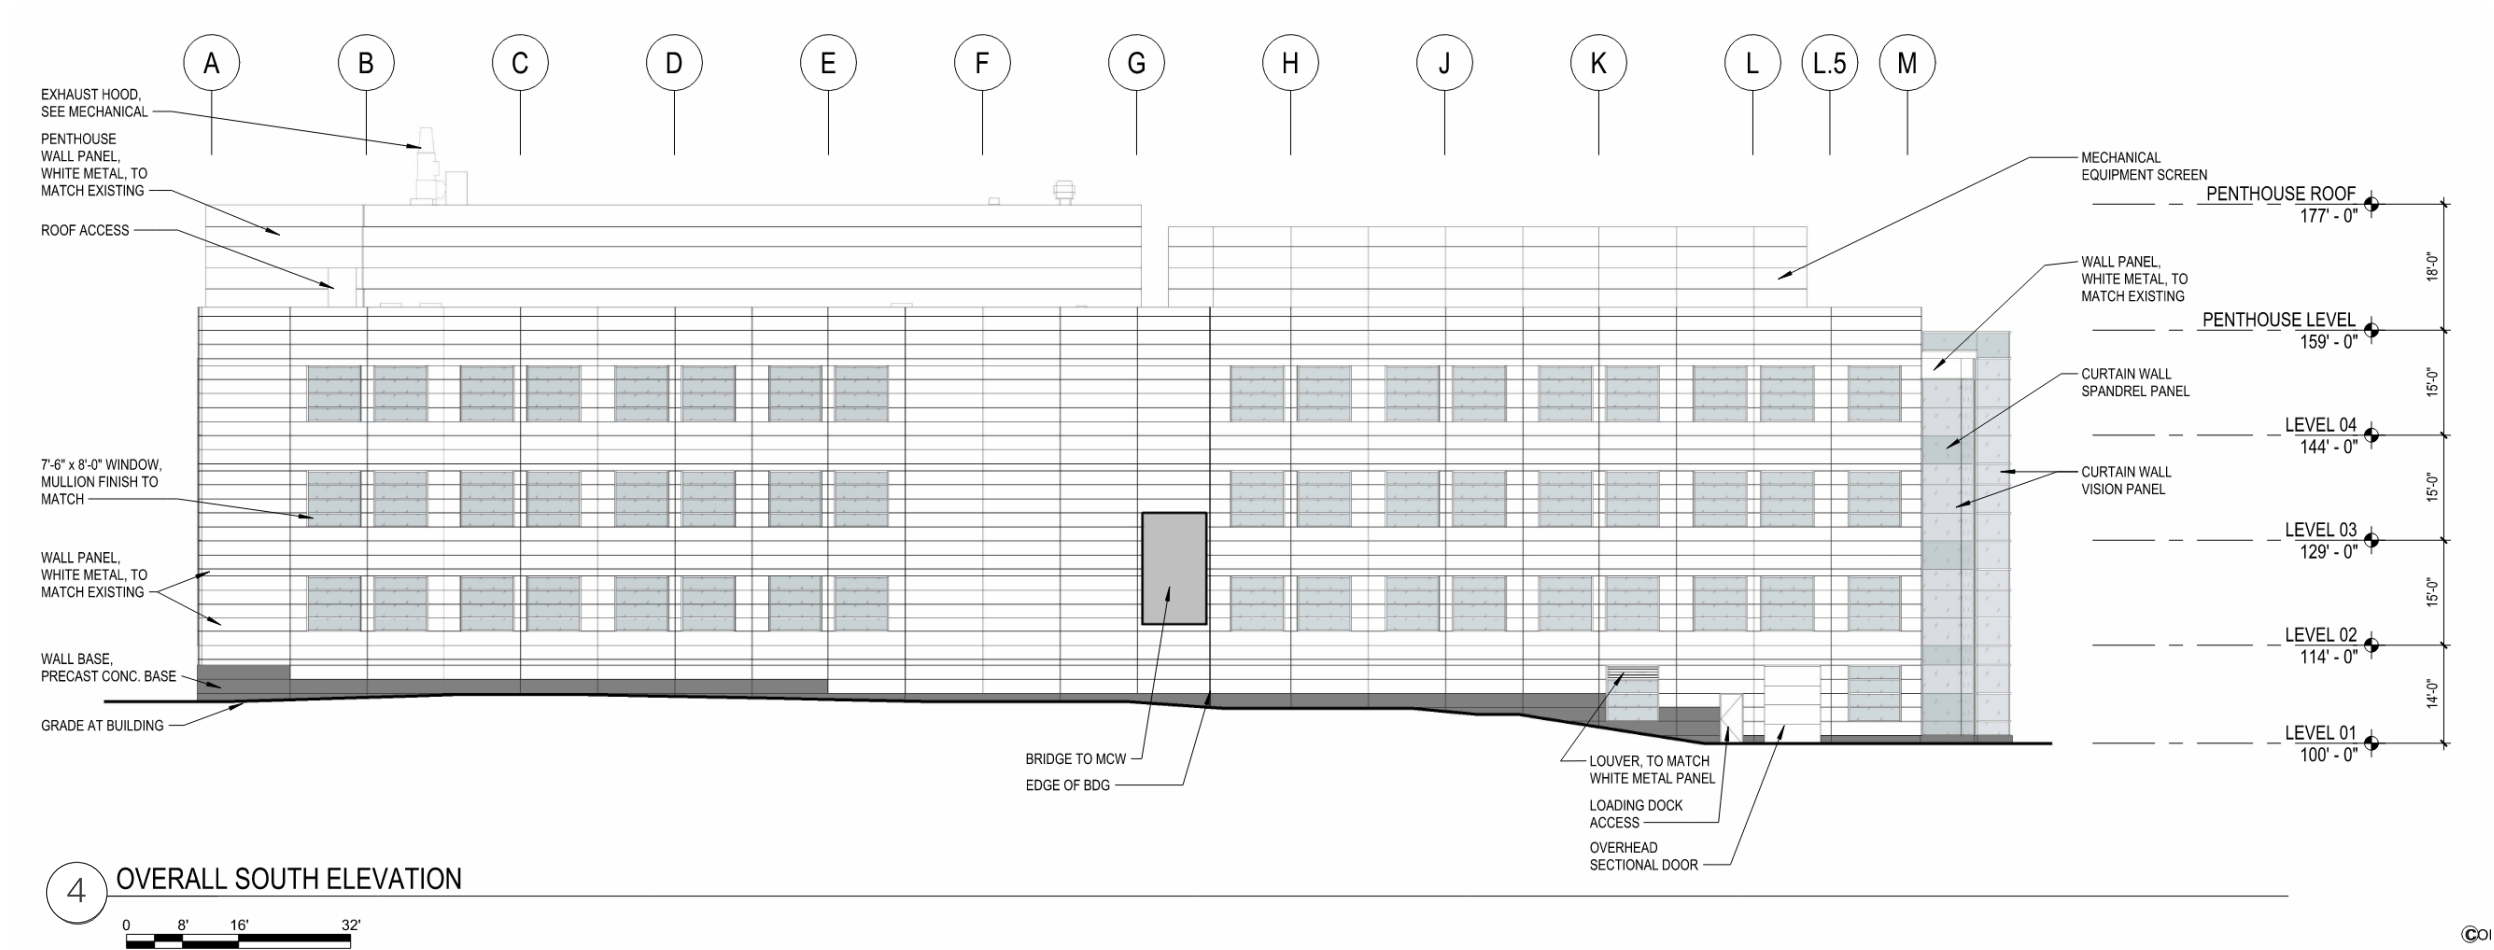 A B C D E F G H J K L L.5 M
EXHAUST HOOD,
SEE MECHANICAL
PENTHOUSE
WALL PANEL,
WHITE METAL, TO
MATCH EXISTING
ROOF ACCESS
7'-6" x 8'-0" WINDOW,
MULLION FINISH TO
MATCH
WALL PANEL,
WHITE METAL, TO
MATCH EXISTING
WALL BASE,
PRECAST CONC. BASE
GRADE AT BUILDING
BRIDGE TO MCW
EDGE OF BDG
LOUVER, TO MATCH
WHITE METAL PANEL
LOADING DOCK
ACCESS
OVERHEAD
SECTIONAL DOOR
MECHANICAL
EQUIPMENT SCREEN
WALL PANEL,
WHITE METAL, TO
MATCH EXISTING
CURTAIN WALL
SPANDREL PANEL
CURTAIN WALL
VISION PANEL
PENTHOUSE ROOF
177' - 0"
18'-0"
PENTHOUSE LEVEL
159' - 0"
15'-0"
LEVEL 04
144' - 0"
15'-0"
LEVEL 03
129' - 0"
15'-0"
LEVEL 02
114' - 0"
14'-0"
LEVEL 01
100' - 0"
4 OVERALL SOUTH ELEVATION
0 8' 16' 32'